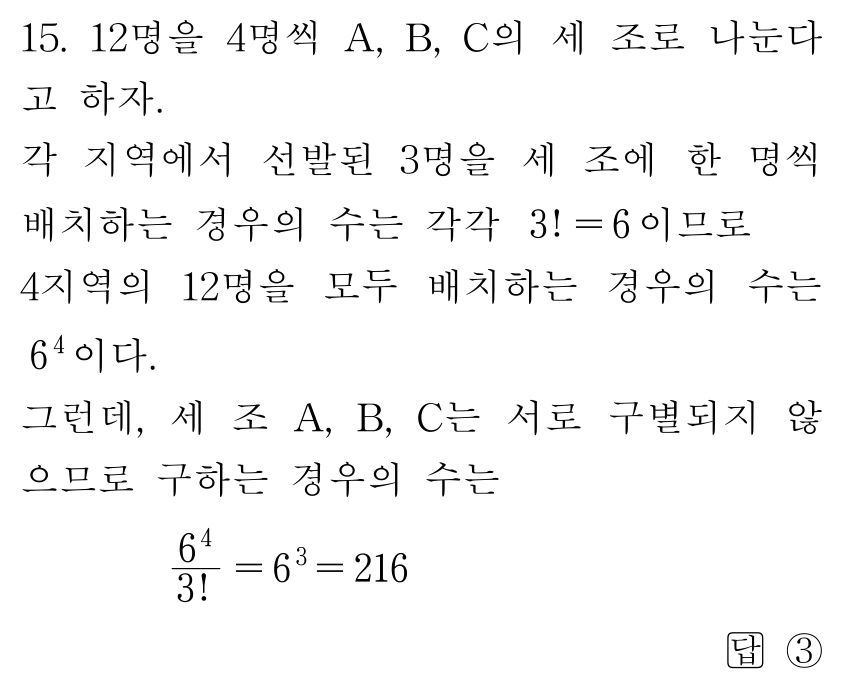 15. 12명을 4명씩 A, B, C의 세 조로 나눈다
고 하자.
각 지역에서 선발된 3명을 세 조에 한 명씩
배치하는 경우의 수는 각각 3! = 6이므로
4지역의 12명을 모두 배치하는 경우의 수는
6⁴이다.
그런데, 세 조 A, B, C는 서로 구별되지 않
으므로 구하는 경우의 수는
6⁴/3! = 6³ = 216
답 ③